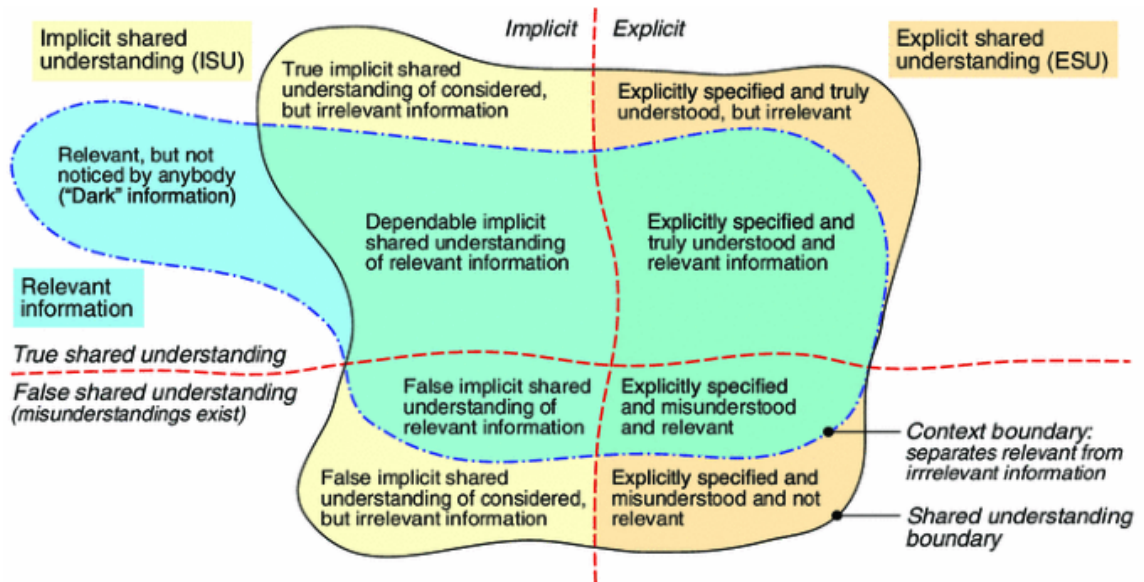 Implicit shared
understanding (ISU)
Implicit
Explicit
Explicit shared
understanding (ESU)
True implicit shared
understanding of considered,
but irrelevant information
Explicitly specified and truly
understood, but irrelevant
Relevant, but not
noticed by anybody
("Dark" information)
Dependable implicit
shared understanding
of relevant information
Explicitly specified and
truly understood and
relevant information
Relevant
information
True shared understanding
False shared understanding
(misunderstandings exist)
False implicit shared
understanding of
relevant information
Explicitly specified
and misunderstood
and relevant
Context boundary:
separates relevant from
irrrelevant information
False implicit shared
understanding of considered,
but irrelevant information
Explicitly specified and
misunderstood and not
relevant
Shared understanding
boundary